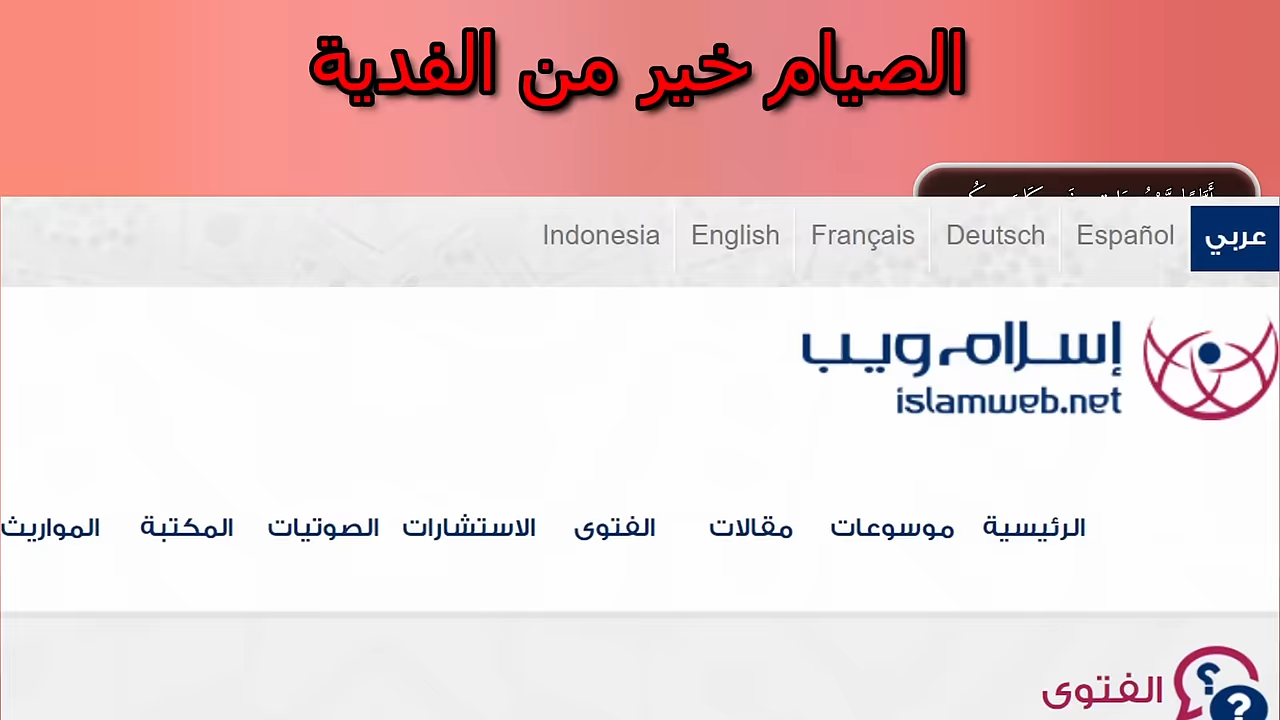 الصيام خير من الفدية
عربي Español Deutsch Français English Indonesia
إسلام ويب
islamweb.net
الرئيسية موسوعات مقالات الفتوى الاستشارات الصوتيات المكتبة المواريث
الفتوى